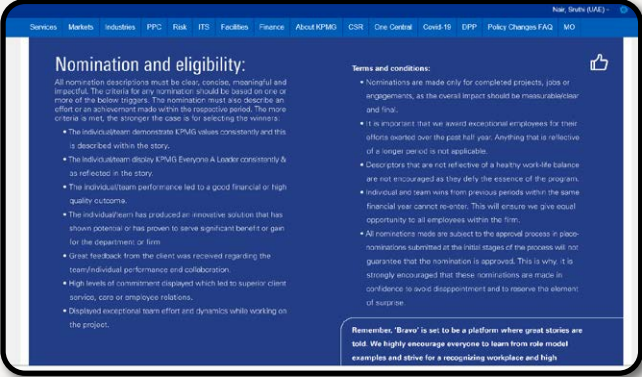 Nair, Sruthi (UAE)
Services Markets Industries PPC Risk ITS Facilities Finance About KPMG CSR One Central Covid-19 DPP Policy Changes FAQ MO
Nomination and eligibility:
All nomination descriptions must be clear, concise, meaningful and
impactful. The criteria for any nomination should be based on one or
more of the below triggers. The nomination must also describe an
effort or an achievement made within the respective period. The more
criteria is met, the stronger the case is for selecting the winners.
• The individual/team demonstrate KPMG values consistently and this
is described within the story.
• The individual/team display KPMG Everyone A Leader consistently &
as reflected in the story.
• The individual/team performance led to a good financial or high
quality outcome.
• The individual/team has produced an innovative solution that has
shown potential or has proven to serve significant benefit or gain
for the department or firm
• Great feedback from the client was received regarding the
team/individual performance and collaboration.
• High levels of commitment displayed which led to superior client
service, care or employee relations.
• Displayed exceptional team effort and dynamics while working on
the project.
Terms and conditions:
• Nominations are made only for completed projects, jobs or
engagements, as the overall impact should be measurable/clear
and final.
• It is important that we award exceptional employees for their
efforts exerted over the past half year. Anything that is reflective
of a longer period is not applicable.
• Descriptors that are not reflective of a healthy work-life balance
are not encouraged as they defy the essence of the program.
• Individual and team wins from previous periods within the same
financial year cannot re-enter. This will ensure we give equal
opportunity to all employees within the firm.
• All nominations made are subject to the approval process in place-
nominations submitted at the initial stages of the process will not
guarantee that the nomination is approved. This is why, it is
strongly encouraged that these nominations are made in
confidence to avoid disappointment and to reserve the element
of surprise.
Remember, 'Bravo' is set to be a platform where great stories are
told. We highly encourage everyone to learn from role model
examples and strive for a recognizing workplace and high